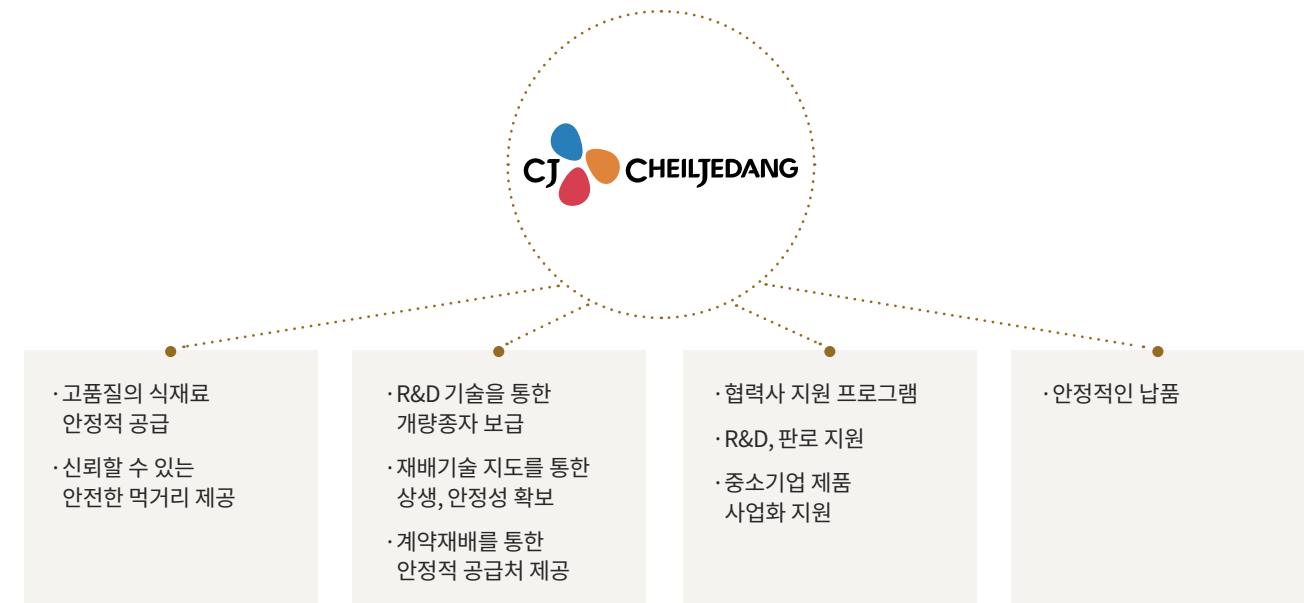 CJ CHEILJEDANG
· 고품질의 식재료
안정적 공급
· 신뢰할 수 있는
안전한 먹거리 제공
· R&D 기술을 통한
개량종자 보급
· 재배기술 지도를 통한
상생, 안정성 확보
· 계약재배를 통한
안정적 공급처 제공
· 협력사 지원 프로그램
· R&D, 판로 지원
· 중소기업 제품
사업화 지원
· 안정적인 납품